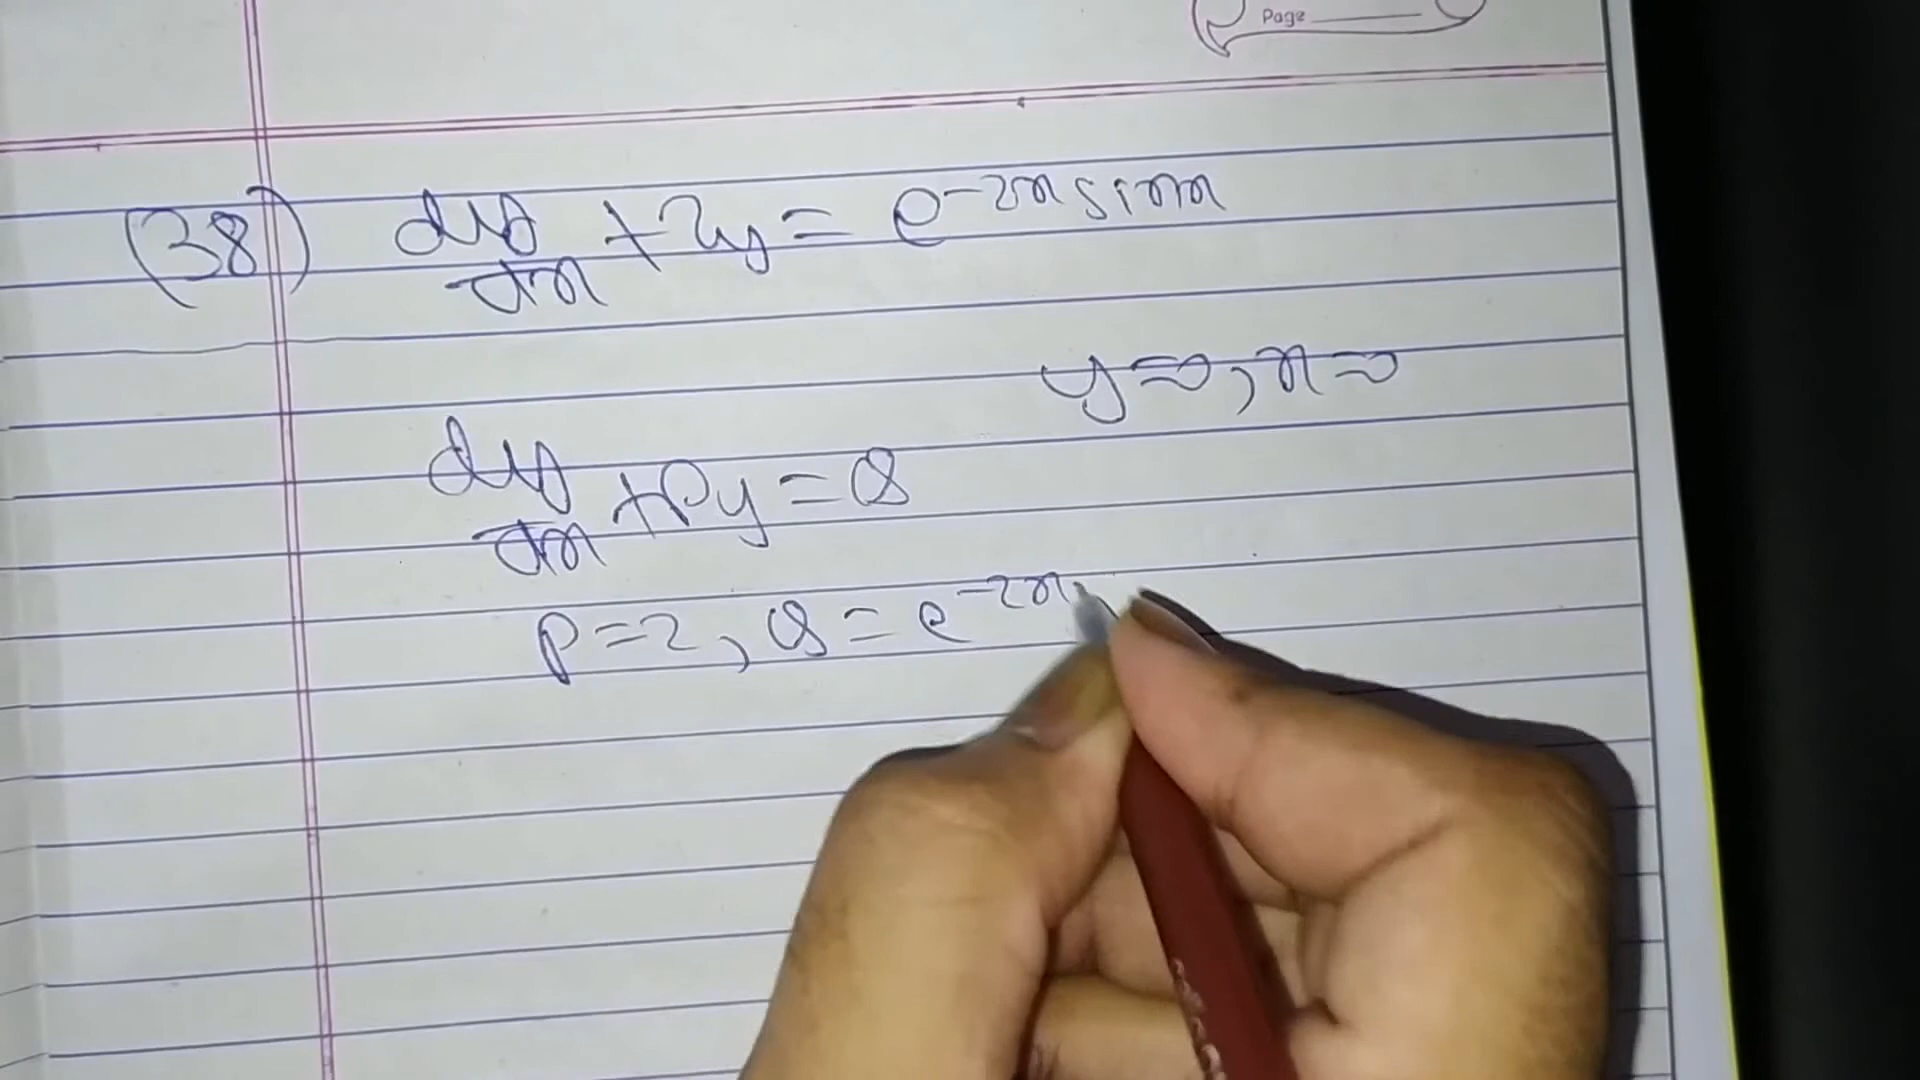 Page
(38) dy/dx + 2y = e^-2x sinx
y=0, x=0
dy/dx + Py = Q
P=2, Q = e^-2x